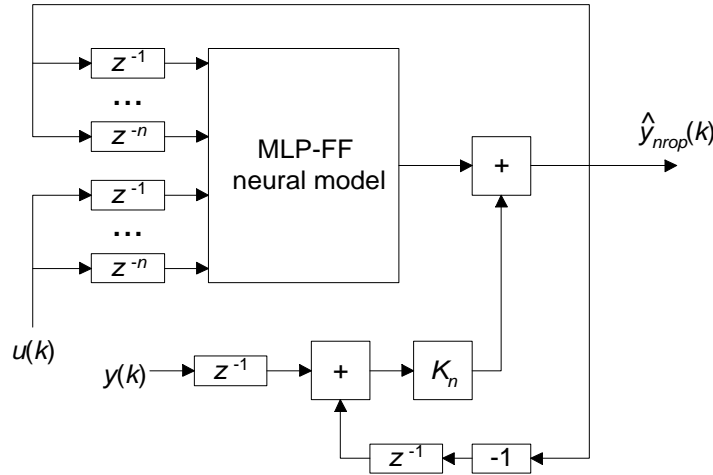 z⁻¹
...
z⁻ⁿ
z⁻¹
...
z⁻ⁿ
MLP-FF
neural model
+
ŷₙᵣₒₚ(k)
u(k)
y(k)
z⁻¹
+
Kₙ
z⁻¹
-1